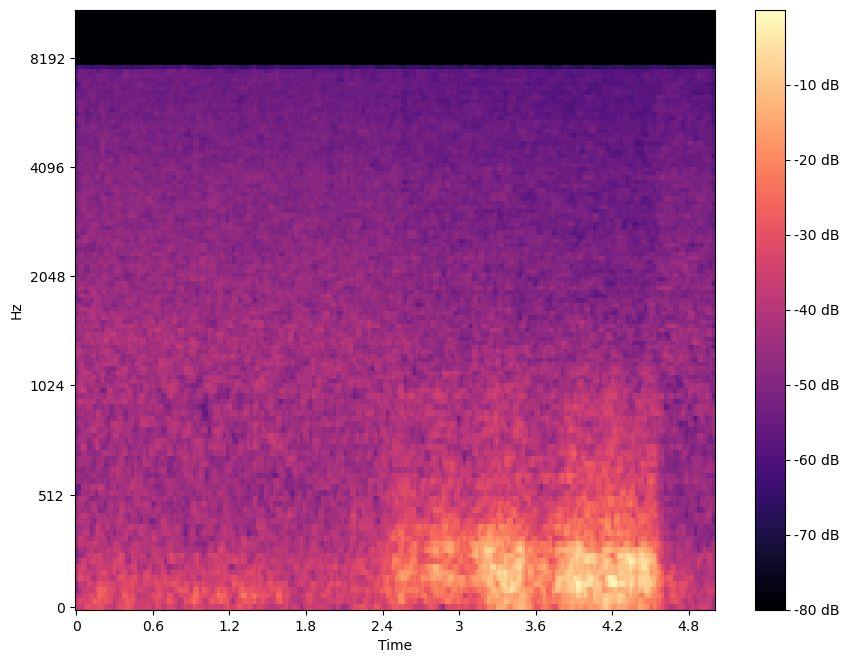 8192
4096
2048
1024
512
0
Hz
0 0.6 1.2 1.8 2.4 3 3.6 4.2 4.8
Time
-10 dB
-20 dB
-30 dB
-40 dB
-50 dB
-60 dB
-70 dB
-80 dB